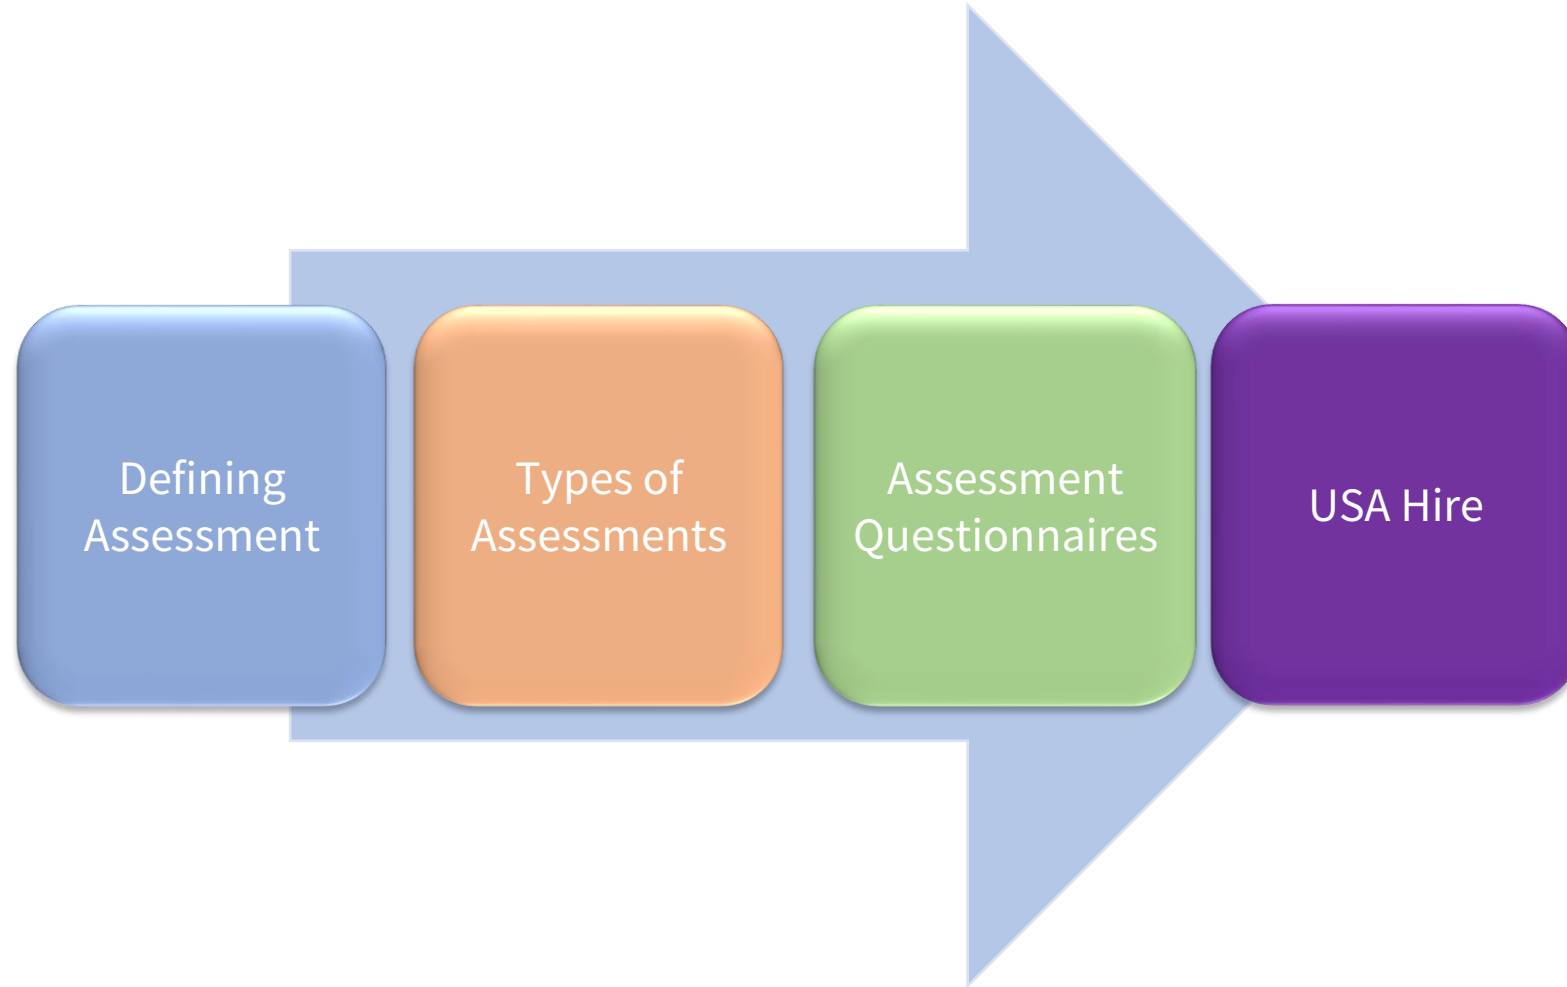 Defining
Assessment
Types of
Assessments
Assessment
Questionnaires
USA Hire